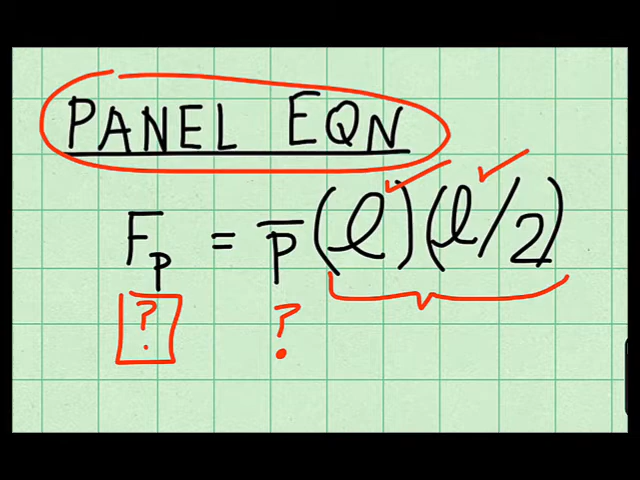 PANEL EQN
Fₚ = p̅(ℓ)(ℓ/2)
? ?